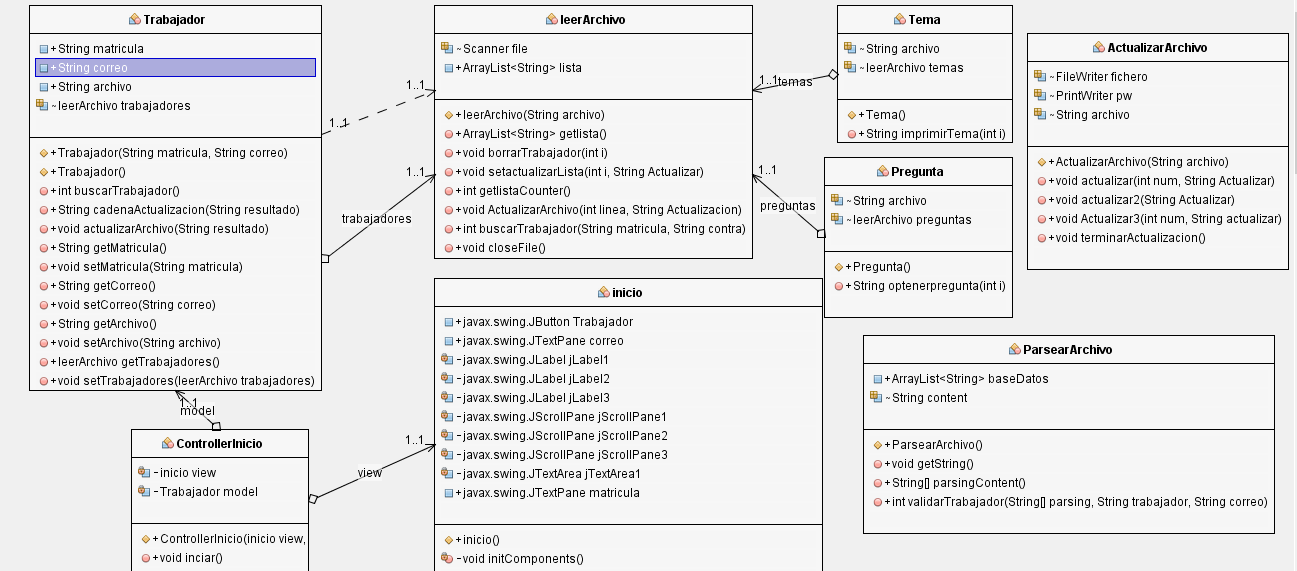 Trabajador
+String matricula
+String correo
+String archivo
~leerArchivo trabajadores
+Trabajador(String matricula, String correo)
+Trabajador()
+int buscarTrabajador()
+String cadenaActualizacion(String resultado)
+void actualizarArchivo(String resultado)
+String getMatricula()
+void setMatricula(String matricula)
+String getCorreo()
+void setCorreo(String correo)
+String getArchivo()
+void setArchivo(String archivo)
+leerArchivo getTrabajadores()
+void setTrabajadores(leerArchivo trabajadores)
1..1
1..1
1..1
trabajadores
leerArchivo
~Scanner file
+ArrayList<String> lista
+leerArchivo(String archivo)
+ArrayList<String> getlista()
+void borrarTrabajador(int i)
+void setactualizarLista(int i, String Actualizar)
+int getlistaCounter()
+void ActualizarArchivo(int linea, String Actualizacion)
+int buscarTrabajador(String matricula, String contra)
+void closeFile()
1..1
temas
Tema
~String archivo
~leerArchivo temas
+Tema()
+String imprimirTema(int i)
1..1
preguntas
Pregunta
~String archivo
~leerArchivo preguntas
+Pregunta()
+String optenerpregunta(int i)
ActualizarArchivo
~FileWriter fichero
~PrintWriter pw
~String archivo
+ActualizarArchivo(String archivo)
+void actualizar(int num, String Actualizar)
+void actualizar2(String Actualizar)
+void Actualizar3(int num, String actualizar)
+void terminarActualizacion()
1..1
model
ControllerInicio
-inicio view
-Trabajador model
+ControllerInicio(inicio view,
+void inciar()
1..1
view
inicio
+javax.swing.JButton Trabajador
+javax.swing.JTextPane correo
-javax.swing.JLabel jLabel1
-javax.swing.JLabel jLabel2
-javax.swing.JLabel jLabel3
-javax.swing.JScrollPane jScrollPane1
-javax.swing.JScrollPane jScrollPane2
-javax.swing.JScrollPane jScrollPane3
-javax.swing.JTextArea jTextArea1
+javax.swing.JTextPane matricula
+inicio()
-void initComponents()
ParsearArchivo
+ArrayList<String> baseDatos
~String content
+ParsearArchivo()
+void getString()
+String[] parsingContent()
+int validarTrabajador(String[] parsing, String trabajador, String correo)